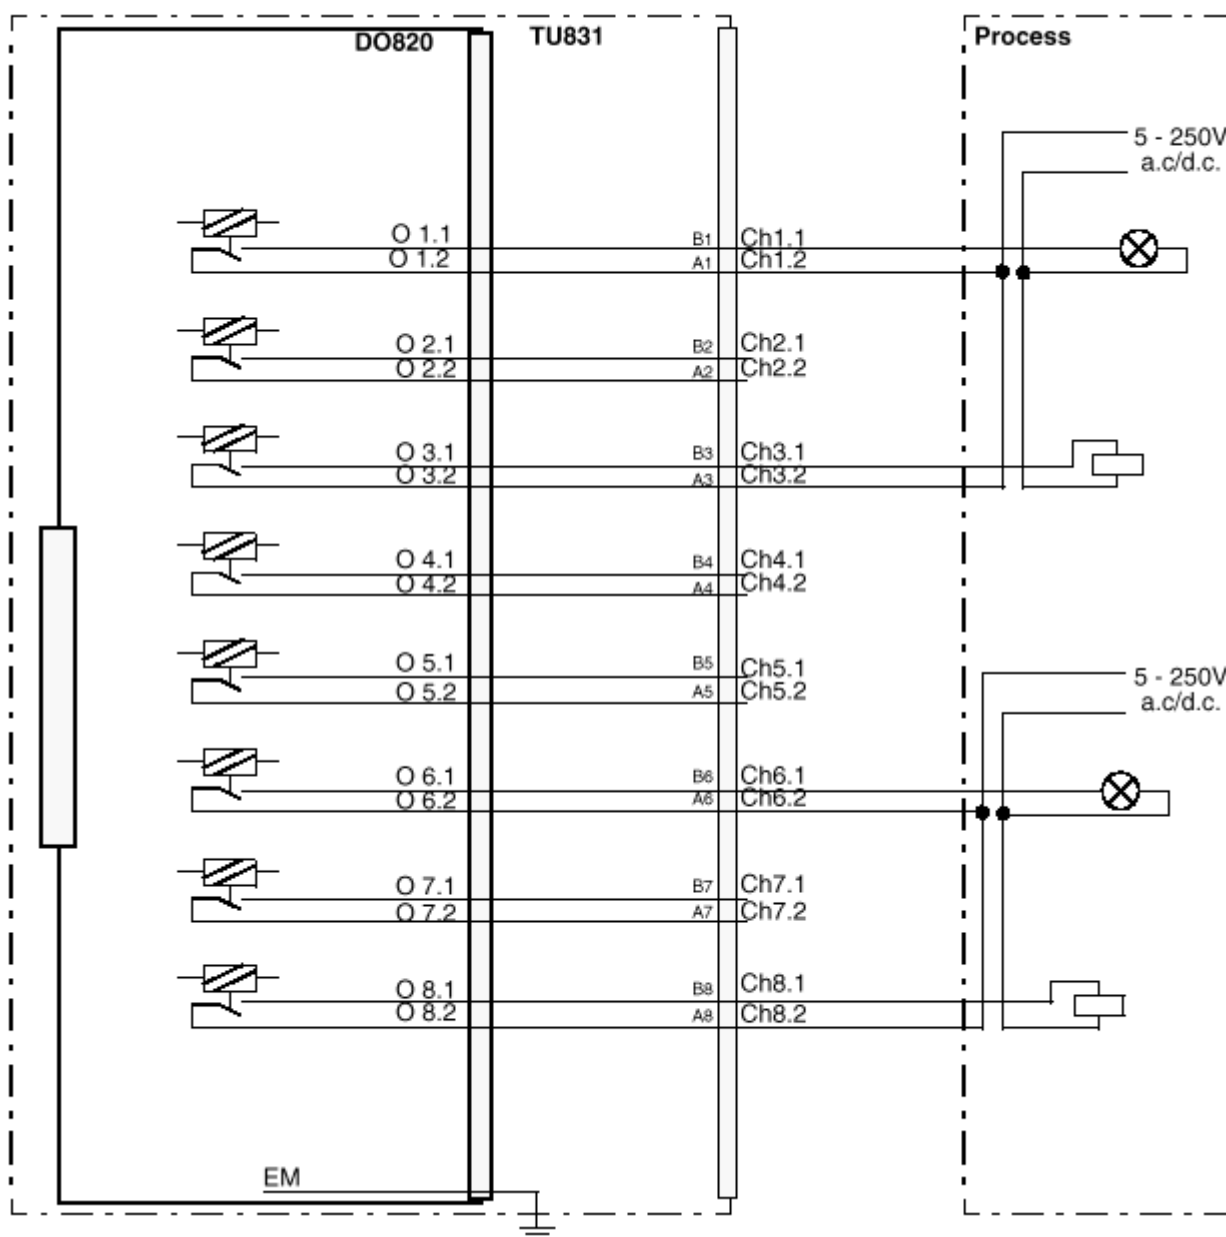 DO820 TU831 Process
5 - 250V
a.c/d.c.
O 1.1 B1 Ch1.1
O 1.2 A1 Ch1.2
O 2.1 B2 Ch2.1
O 2.2 A2 Ch2.2
O 3.1 B3 Ch3.1
O 3.2 A3 Ch3.2
O 4.1 B4 Ch4.1
O 4.2 A4 Ch4.2
O 5.1 B5 Ch5.1
O 5.2 A5 Ch5.2
5 - 250V
a.c/d.c.
O 6.1 B6 Ch6.1
O 6.2 A6 Ch6.2
O 7.1 B7 Ch7.1
O 7.2 A7 Ch7.2
O 8.1 B8 Ch8.1
O 8.2 A8 Ch8.2
EM